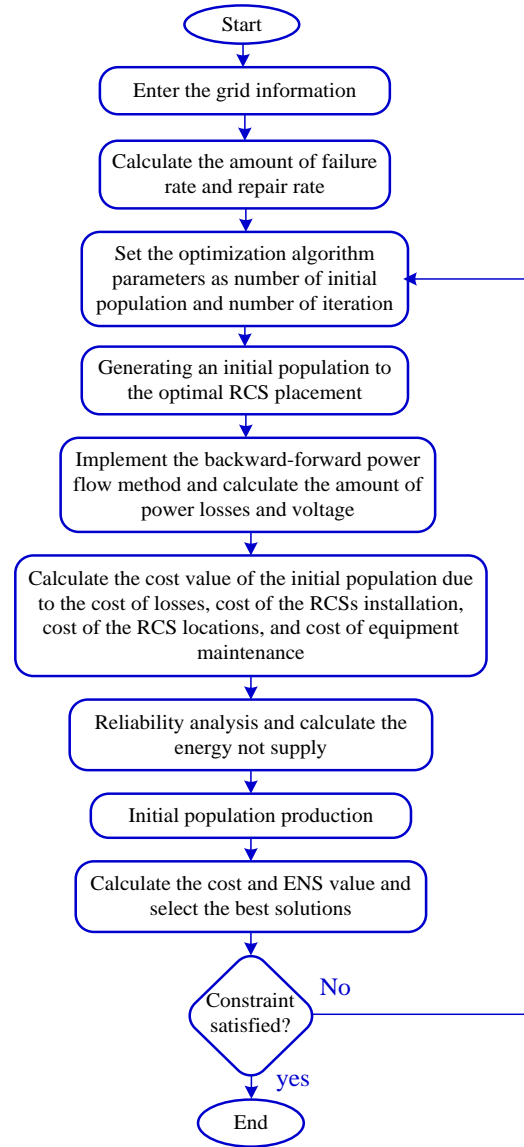 Start
Enter the grid information
Calculate the amount of failure
rate and repair rate
Set the optimization algorithm
parameters as number of initial
population and number of iteration
Generating an initial population to
the optimal RCS placement
Implement the backward-forward power
flow method and calculate the amount of
power losses and voltage
Calculate the cost value of the initial population due
to the cost of losses, cost of the RCSs installation,
cost of the RCS locations, and cost of equipment
maintenance
Reliability analysis and calculate the
energy not supply
Initial population production
Calculate the cost and ENS value and
select the best solutions
Constraint
satisfied?
No
yes
End